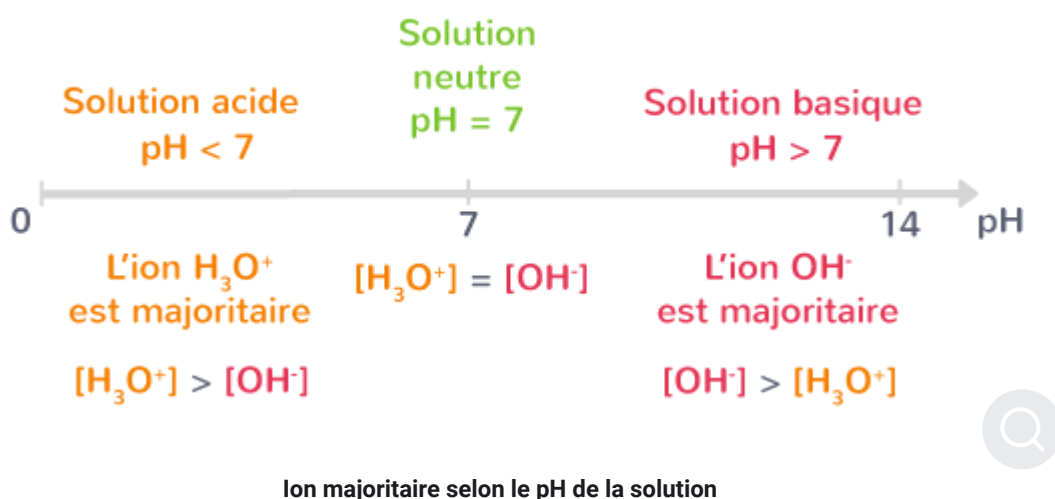 Solution
neutre
pH = 7
Solution acide
pH < 7
Solution basique
pH > 7
0
7
14
pH
L'ion H₃O⁺
est majoritaire
[H₃O⁺] > [OH⁻]
[H₃O⁺] = [OH⁻]
L'ion OH⁻
est majoritaire
[OH⁻] > [H₃O⁺]
Ion majoritaire selon le pH de la solution